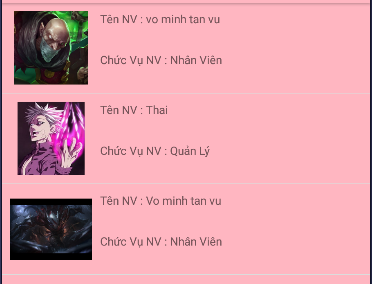 Tên NV : vo minh tan vu
Chức Vụ NV : Nhân Viên
Tên NV : Thai
Chức Vụ NV : Quản Lý
Tên NV : Vo minh tan vu
Chức Vụ NV : Nhân Viên